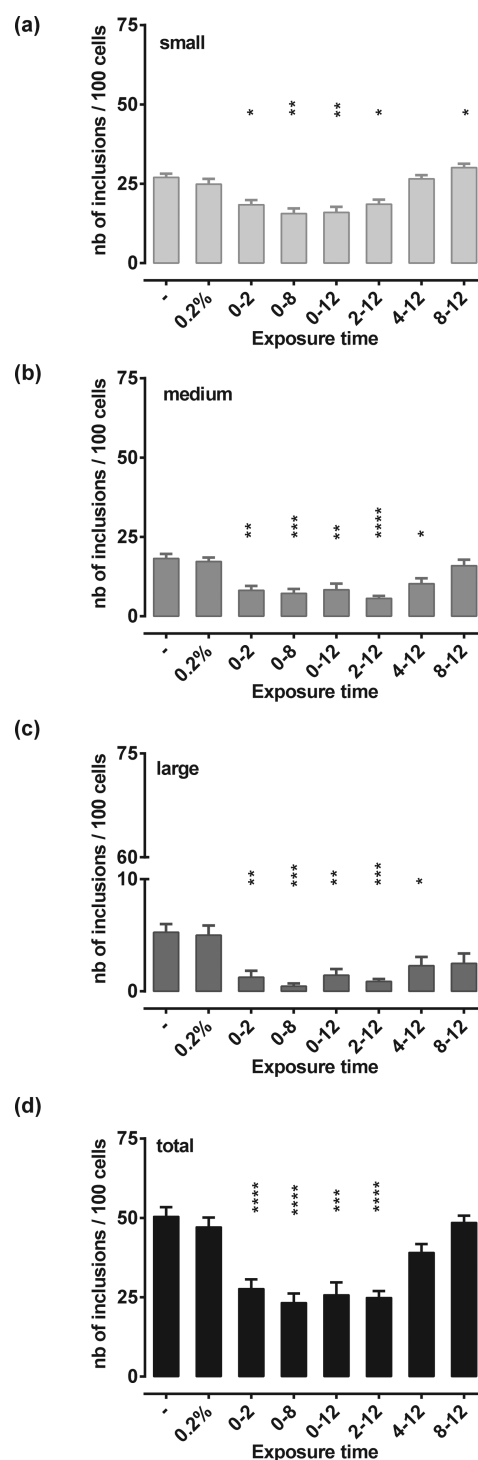 (a)
small
nb of inclusions / 100 cells
75
50
25
0
* ** ** * *
- 0.2% 0-2 0-8 0-12 2-12 4-12 8-12
Exposure time
(b)
medium
nb of inclusions / 100 cells
75
50
25
0
** *** ** **** *
- 0.2% 0-2 0-8 0-12 2-12 4-12 8-12
Exposure time
(c)
large
nb of inclusions / 100 cells
75
60
10
0
** *** ** *** *
- 0.2% 0-2 0-8 0-12 2-12 4-12 8-12
Exposure time
(d)
total
nb of inclusions / 100 cells
75
50
25
0
**** **** *** ****
- 0.2% 0-2 0-8 0-12 2-12 4-12 8-12
Exposure time